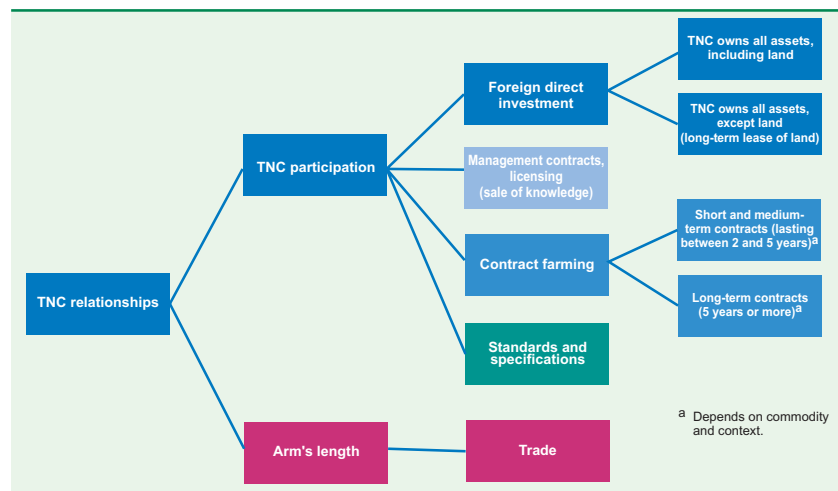 TNC owns all assets,
including land
Foreign direct
investment
TNC owns all assets,
except land
(long-term lease of land)
TNC participation
Management contracts,
licensing
(sale of knowledge)
Short and medium-
term contracts (lasting
between 2 and 5 years)a
Contract farming
TNC relationships
Long-term contracts
(5 years or more)a
Standards and
specifications
a Depends on commodity
and context.
Arm's length
Trade